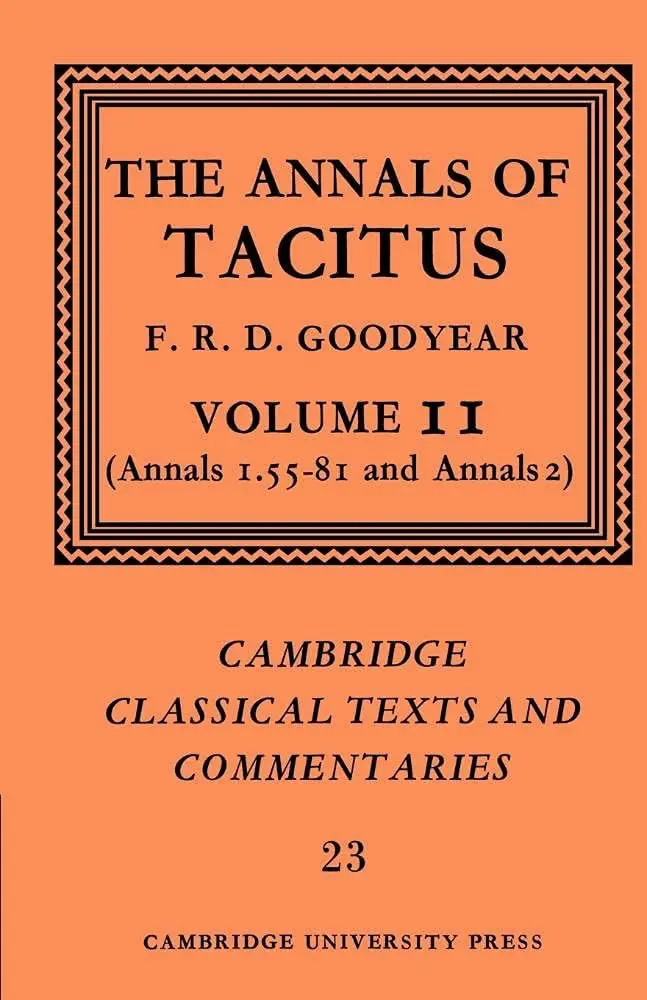 THE ANNALS OF
TACITUS
F. R. D. GOODYEAR
VOLUME II
(Annals 1.55-81 and Annals 2)
CAMBRIDGE
CLASSICAL TEXTS AND
COMMENTARIES
23
CAMBRIDGE UNIVERSITY PRESS